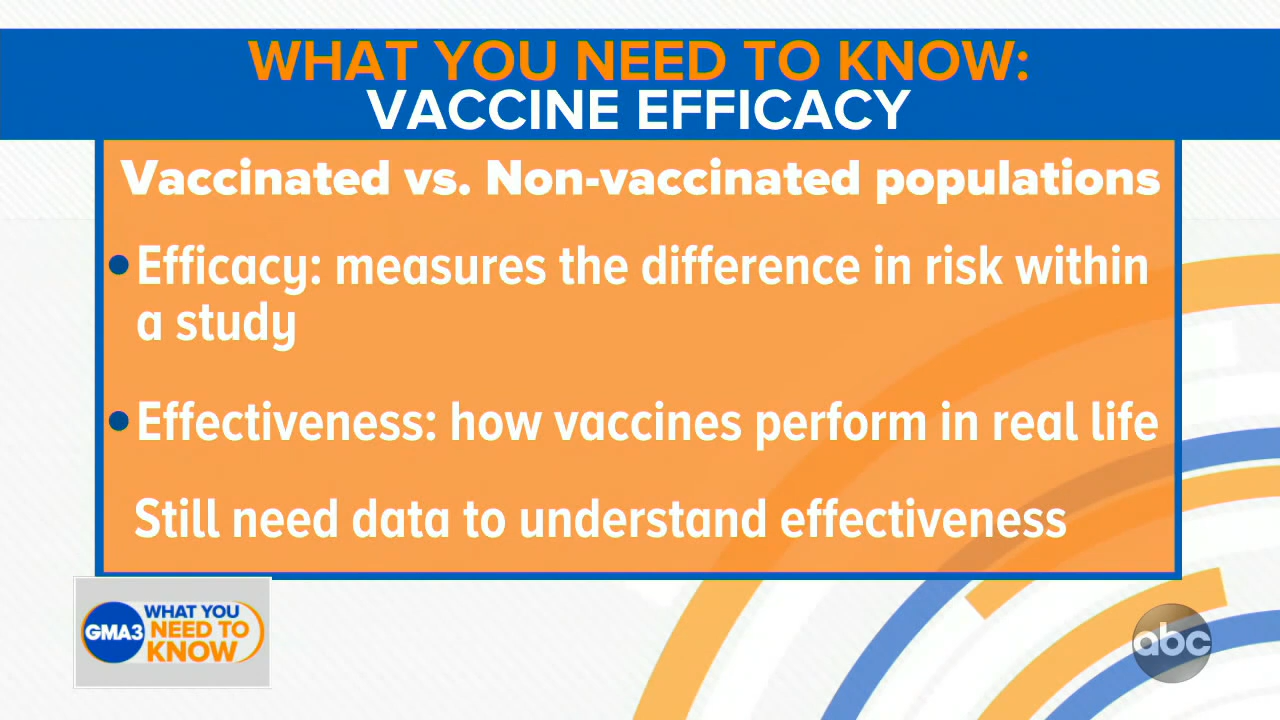 WHAT YOU NEED TO KNOW:
VACCINE EFFICACY
Vaccinated vs. Non-vaccinated populations
• Efficacy: measures the difference in risk within
a study
• Effectiveness: how vaccines perform in real life
Still need data to understand effectiveness
GMA3
WHAT YOU
NEED TO
KNOW
abc